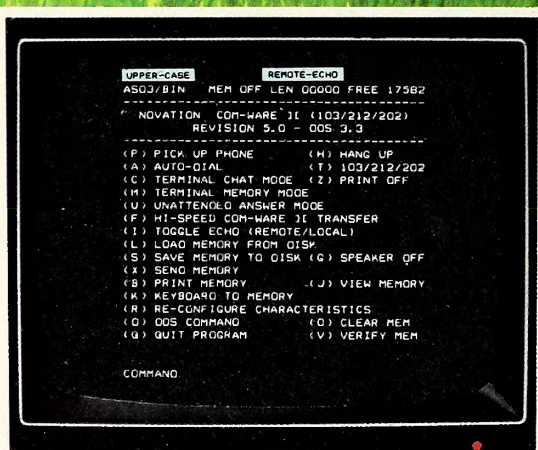 UPPER-CASE REMOTE-ECHO
AS03/BIN MEM OFF LEN 00000 FREE 17582
NOVATION COM-WARE ][ (103/212/202)
REVISION 5.0 - DOS 3.3
(P) PICK UP PHONE (H) HANG UP
(A) AUTO-DIAL (T) 103/212/202
(C) TERMINAL CHAT MODE (Z) PRINT OFF
(M) TERMINAL MEMORY MODE
(U) UNATTENDED ANSWER MODE
(F) HI-SPEED COM-WARE ][ TRANSFER
(I) TOGGLE ECHO (REMOTE/LOCAL)
(L) LOAD MEMORY FROM DISK
(S) SAVE MEMORY TO DISK (G) SPEAKER OFF
(X) SEND MEMORY
(B) PRINT MEMORY (J) VIEW MEMORY
(K) KEYBOARD TO MEMORY
(R) RE-CONFIGURE CHARACTERISTICS
(D) DOS COMMAND (O) CLEAR MEM
(Q) QUIT PROGRAM (V) VERIFY MEM
COMMAND